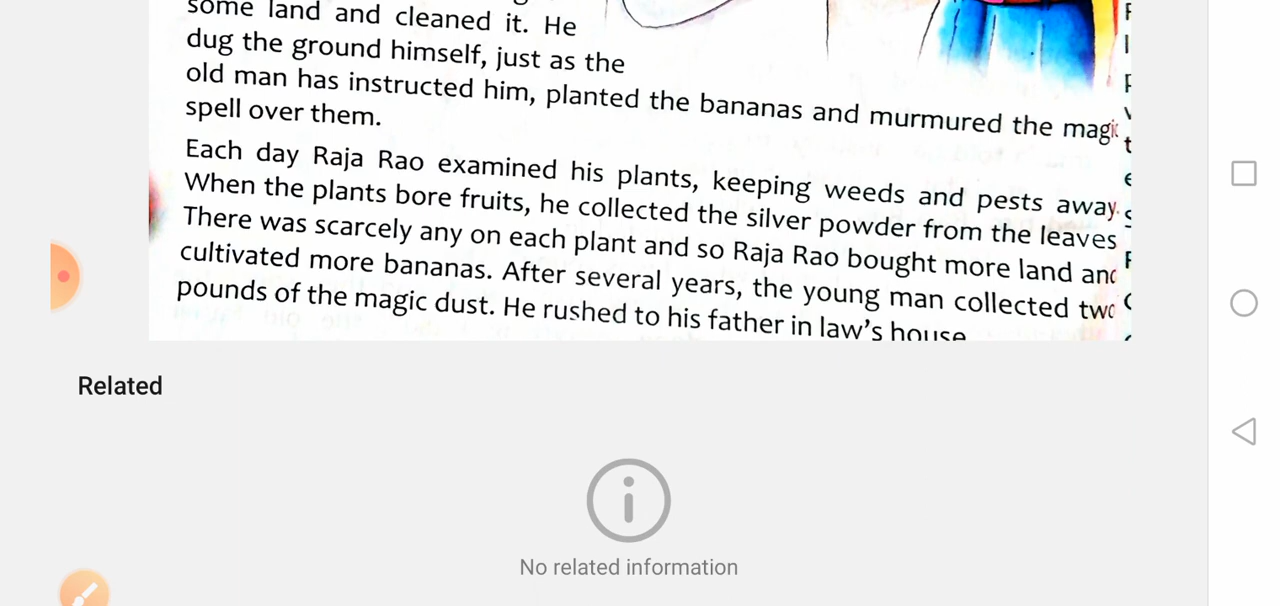 some land and cleaned it. He
dug the ground himself, just as the
old man has instructed him, planted the bananas and murmured the magic
spell over them.
Each day Raja Rao examined his plants, keeping weeds and pests away.
When the plants bore fruits, he collected the silver powder from the leaves
There was scarcely any on each plant and so Raja Rao bought more land and
cultivated more bananas. After several years, the young man collected two
pounds of the magic dust. He rushed to his father in law's house
Related
No related information